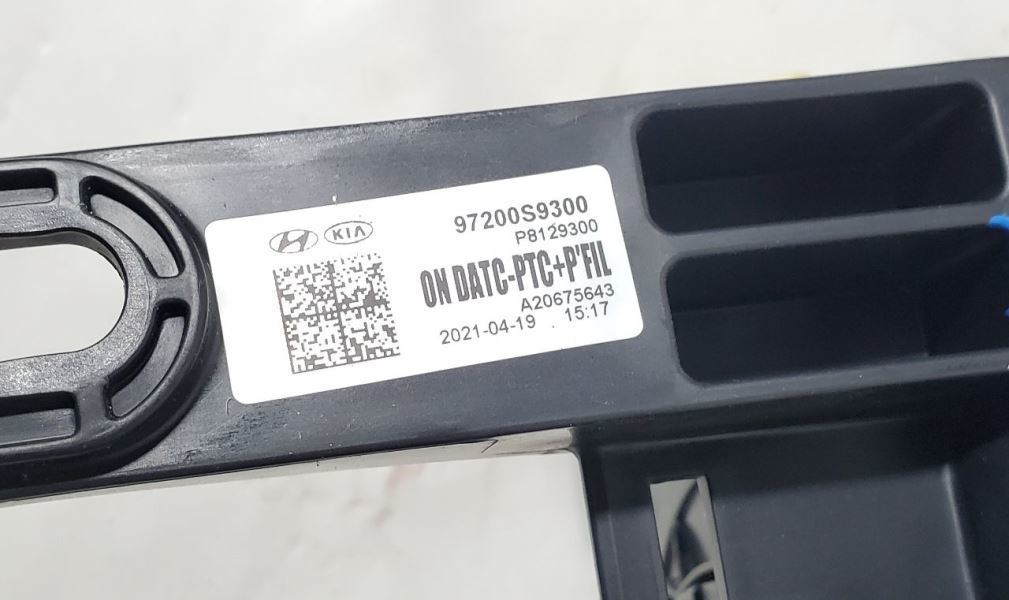 KIA
97200S9300
P8129300
ON DATC-PTC+P'FIL
A20675643
2021-04-19 . 15:17